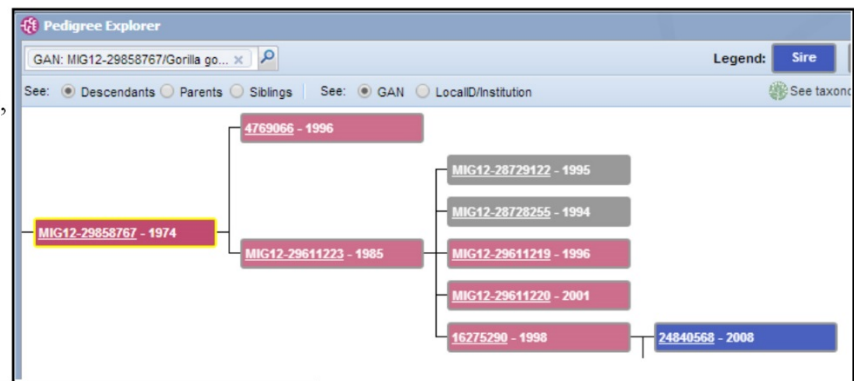 Pedigree Explorer
GAN: MIG12-29858767/Gorilla go... x
Legend: Sire
See: Descendants Parents Siblings See: GAN LocalID/Institution See taxono
,
4769066 - 1996
MIG12-28729122 - 1995
MIG12-28728255 - 1994
MIG12-29858767 - 1974
MIG12-29611223 - 1985
MIG12-29611219 - 1996
MIG12-29611220 - 2001
16275290 - 1998
24840568 - 2008